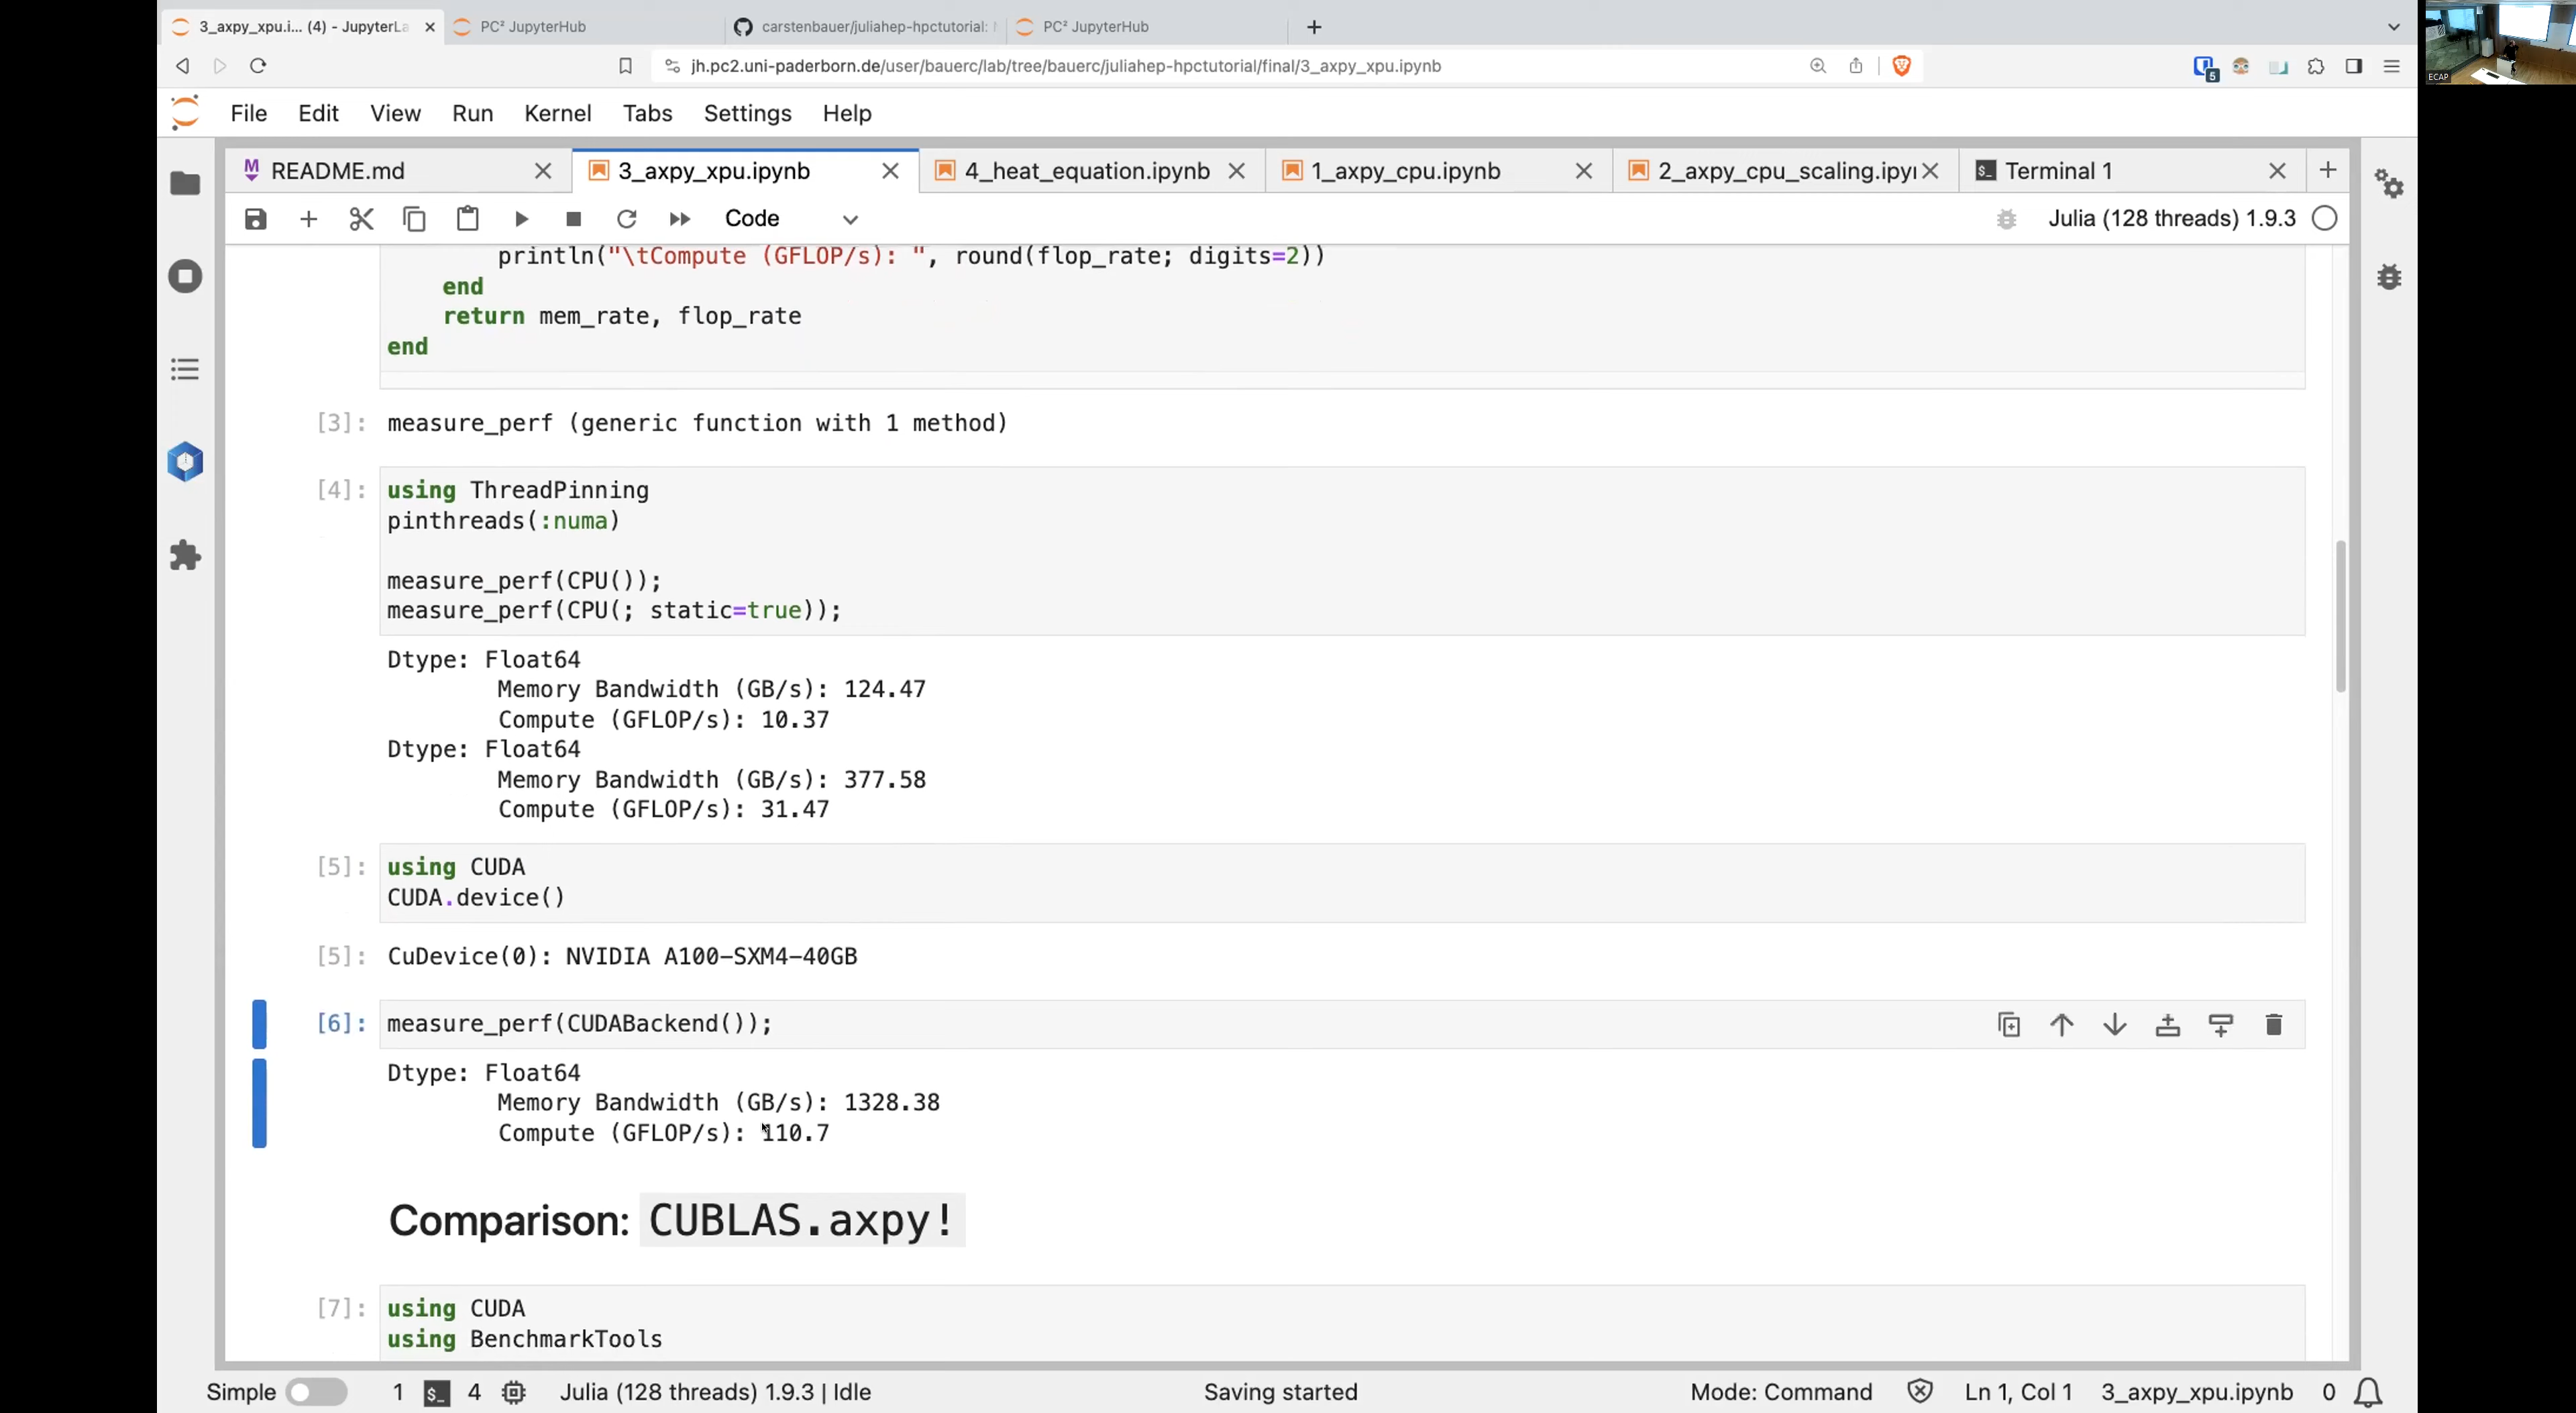 3_axpy_xpu.i... (4) - JupyterLa
PC² JupyterHub
carstenbauer/juliahep-hpctutorial:
PC² JupyterHub
jh.pc2.uni-paderborn.de/user/bauerc/lab/tree/bauerc/juliahep-hpctutorial/final/3_axpy_xpu.ipynb
5
ECAP
File Edit View Run Kernel Tabs Settings Help
README.md
3_axpy_xpu.ipynb
4_heat_equation.ipynb
1_axpy_cpu.ipynb
2_axpy_cpu_scaling.ipyı
Terminal 1
Code
Julia (128 threads) 1.9.3
println("\tCompute (GFLOP/s): ", round(flop_rate; digits=2))
end
return mem_rate, flop_rate
end
[3]: measure_perf (generic function with 1 method)
[4]: using ThreadPinning
pinthreads(:numa)
measure_perf(CPU());
measure_perf(CPU(; static=true));
Dtype: Float64
Memory Bandwidth (GB/s): 124.47
Compute (GFLOP/s): 10.37
Dtype: Float64
Memory Bandwidth (GB/s): 377.58
Compute (GFLOP/s): 31.47
[5]: using CUDA
CUDA.device()
[5]: CuDevice(0): NVIDIA A100-SXM4-40GB
[6]: measure_perf(CUDABackend());
Dtype: Float64
Memory Bandwidth (GB/s): 1328.38
Compute (GFLOP/s): 110.7
Comparison: CUBLAS.axpy!
[7]: using CUDA
using BenchmarkTools
Simple 1 $_ 4 Julia (128 threads) 1.9.3 | Idle Saving started Mode: Command Ln 1, Col 1 3_axpy_xpu.ipynb 0